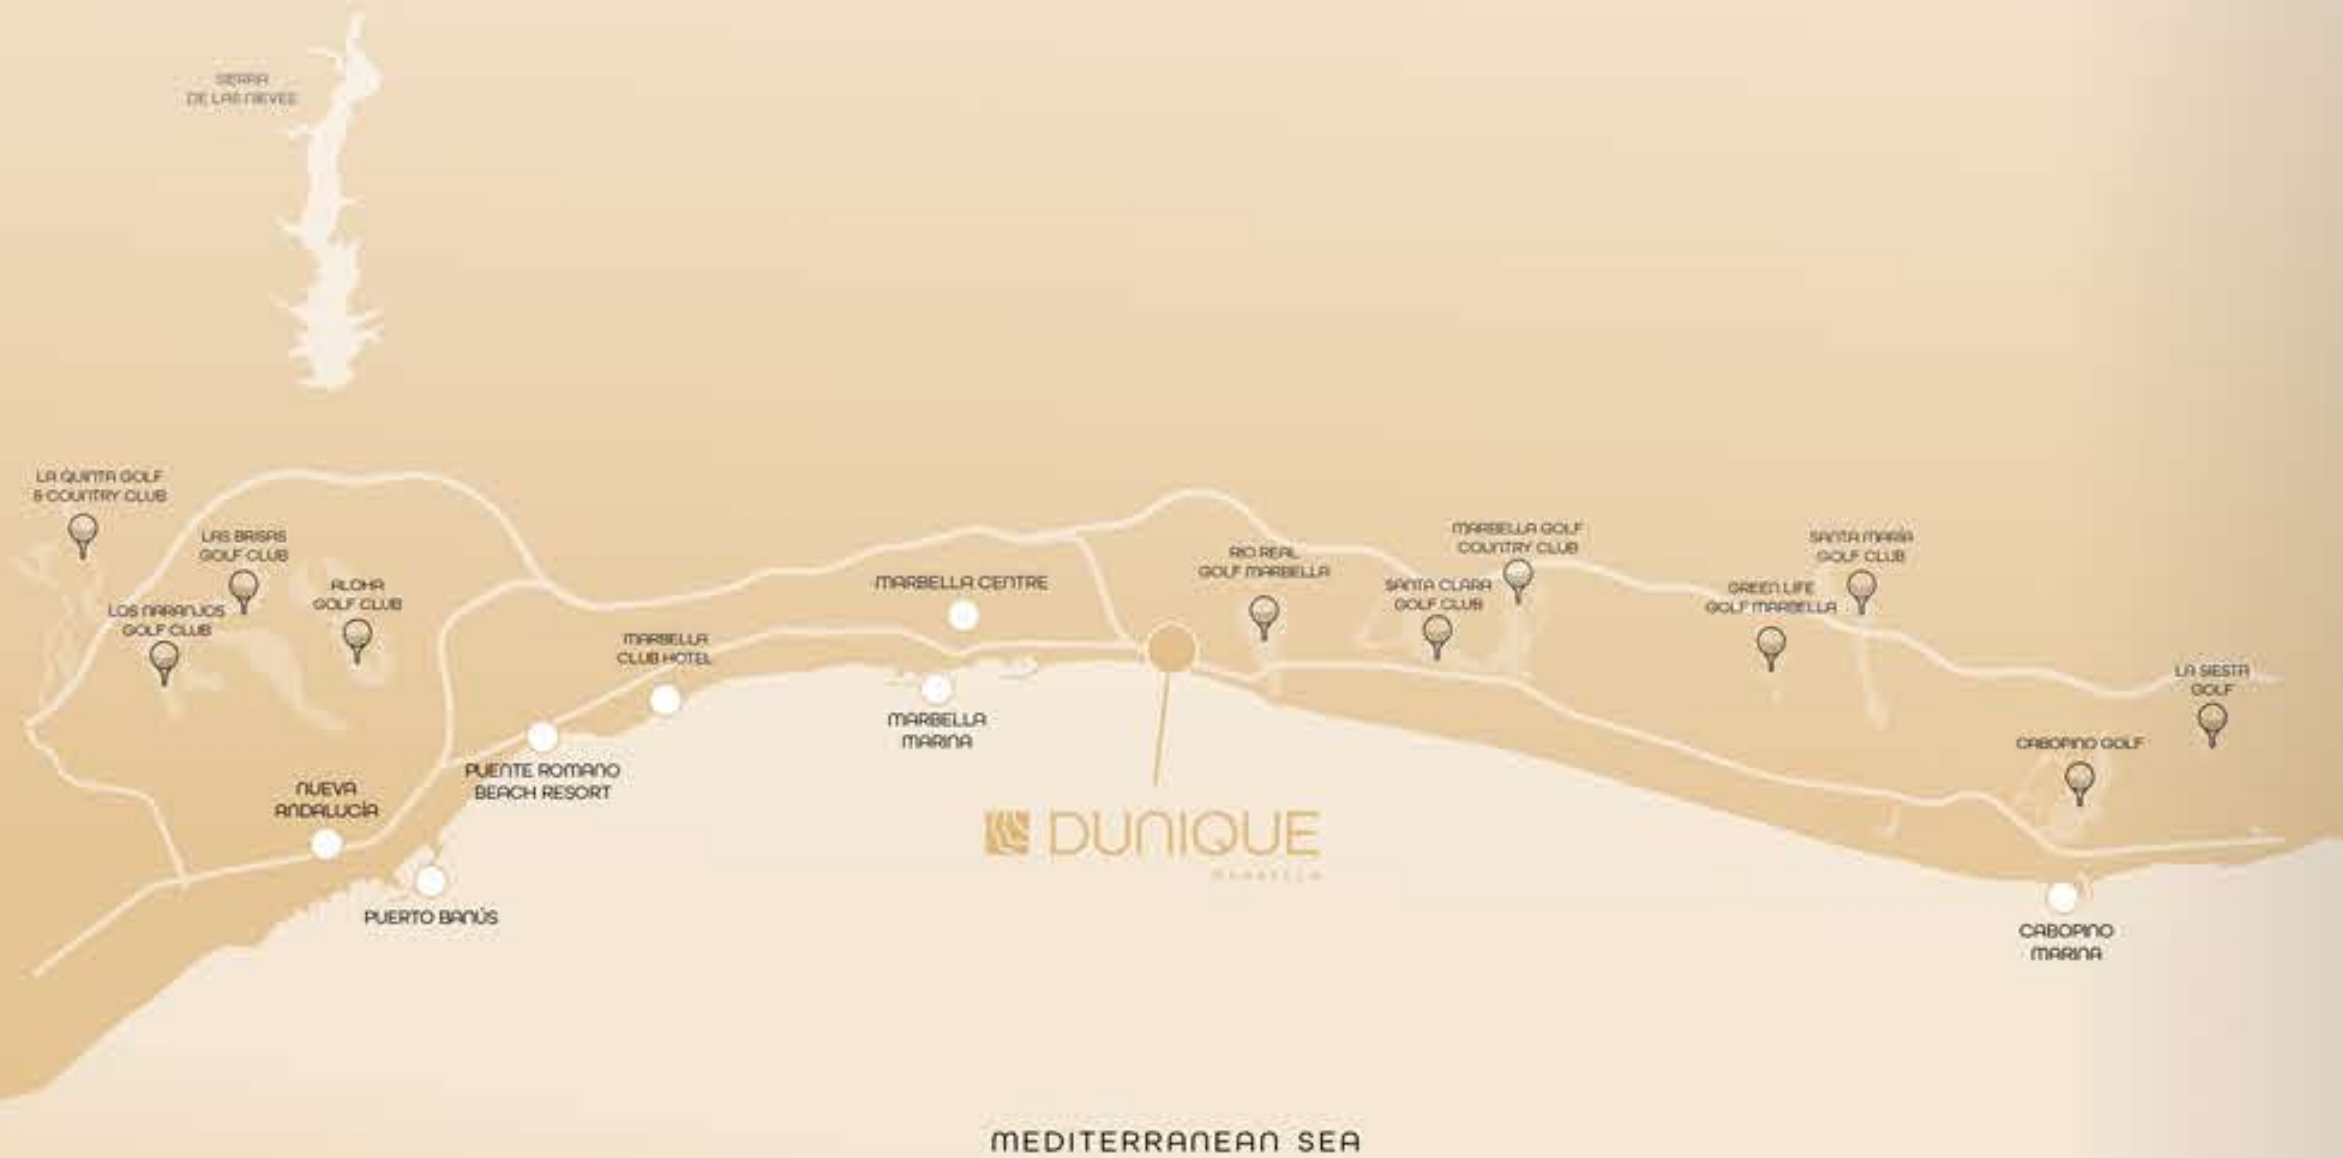 SIERRA
DE LAS NIEVES
LA QUINTA GOLF
& COUNTRY CLUB
LAS BRISAS
GOLF CLUB
ALOHA
GOLF CLUB
LOS NARANJOS
GOLF CLUB
MARBELLA
CLUB HOTEL
MARBELLA CENTRE
RIO REAL
GOLF MARBELLA
MARBELLA GOLF
COUNTRY CLUB
SANTA CLARA
GOLF CLUB
SANTA MARÍA
GOLF CLUB
GREEN LIFE
GOLF MARBELLA
LA SIESTA
GOLF
CABOPINO GOLF
MARBELLA
MARINA
PUENTE ROMANO
BEACH RESORT
NUEVA
ANDALUCÍA
PUERTO BANÚS
DUNIQUE
MARBELLA
CABOPINO
MARINA
MEDITERRANEAN SEA